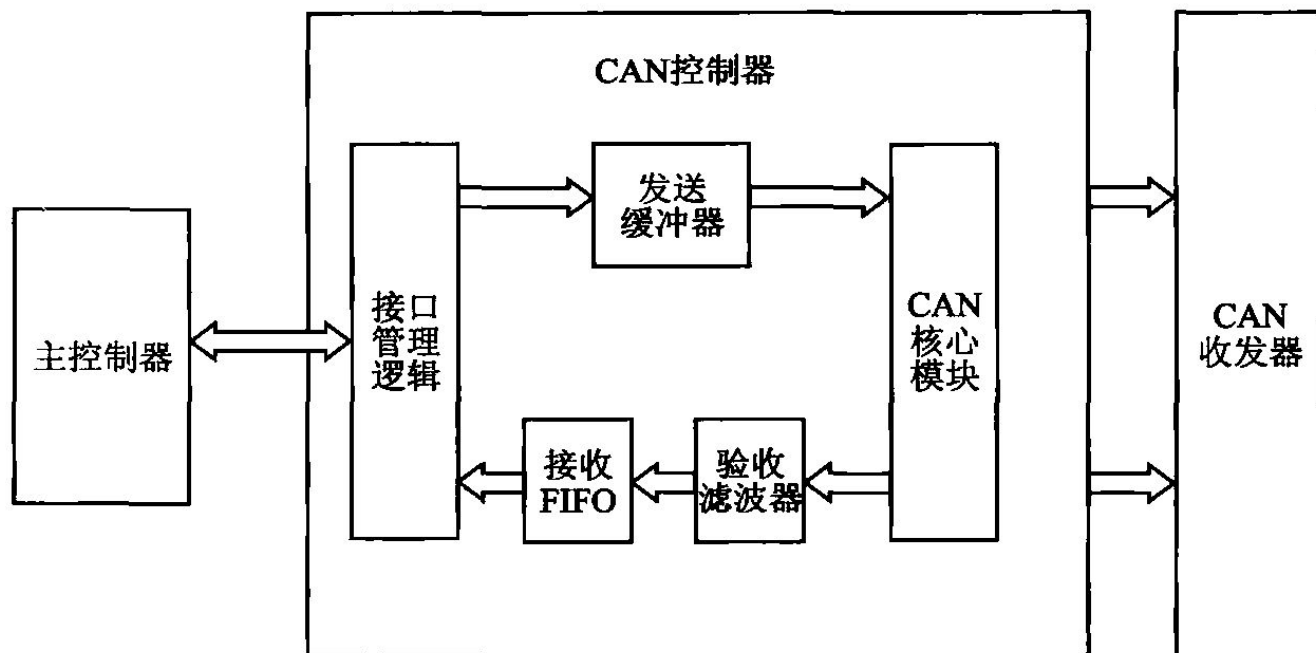 CAN控制器
发送
缓冲器
接口
管理
逻辑
CAN
核心
模块
主控制器
CAN
收发器
接收
FIFO
验收
滤波器